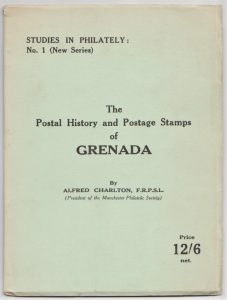 STUDIES IN PHILATELY:
No. 1 (New Series)
The
Postal History and Postage Stamps
of
GRENADA
By
ALFRED CHARLTON, F.R.P.S.L.
(President of the Manchester Philatelic Society)
Price
12/6
net.